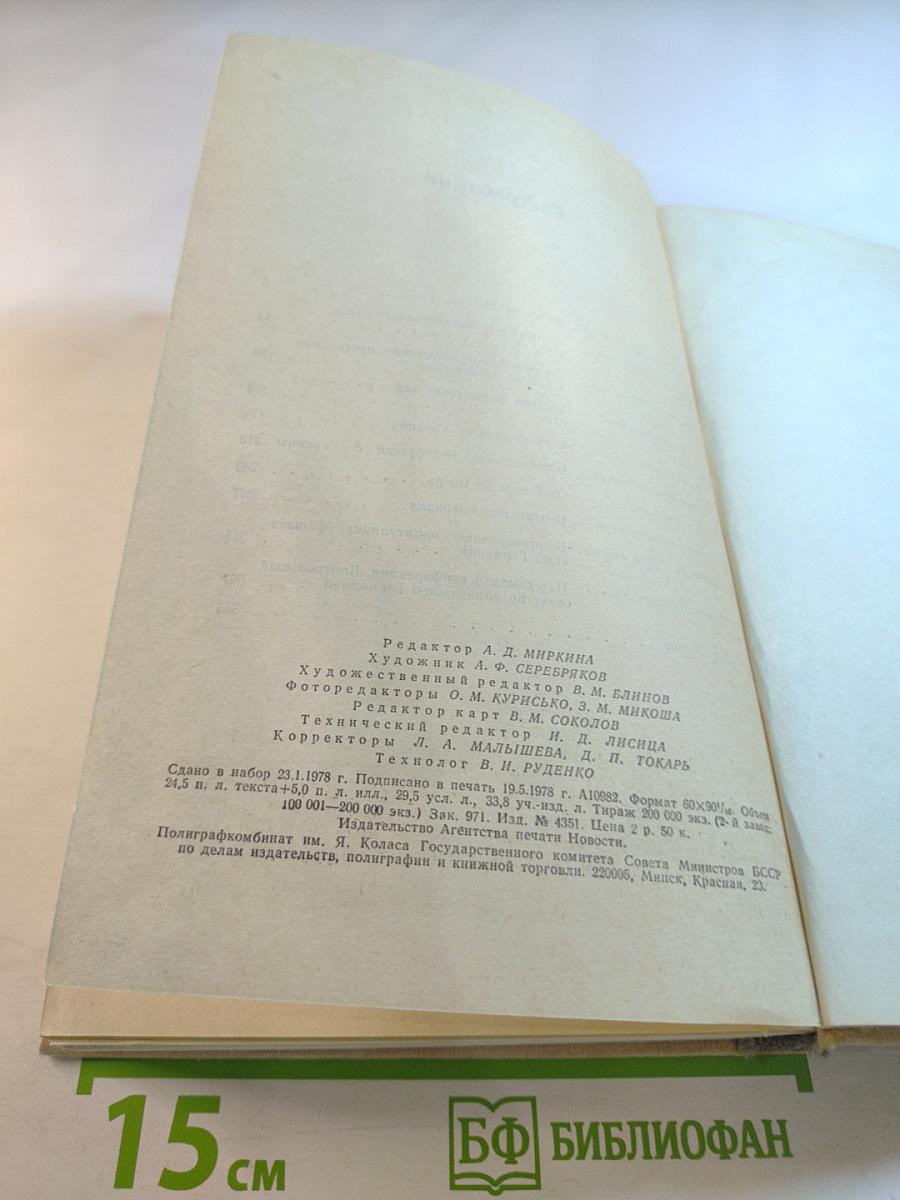 Редактор А. Д. МИРКИНА
Художник А. Ф. СЕРЕБРЯКОВ
Художественный редактор В. М. БЛИНОВ
Фоторедакторы О. М. КУРИСЬКО, З. М. МИКОША
Редактор карт В. М. СОКОЛОВ
Технический редактор И. Д. ЛИСИЦА
Корректоры Л. А. МАЛЫШЕВА, Д. П. ТОКАРЬ
Технолог В. И. РУДЕНКО
Сдано в набор 23.1.1978 г. Подписано в печать 19.5.1978 г. А10982. Формат 60×90¹/₁₆. Объем
24,5 п. л. текста+5,0 п. л. илл., 29,5 усл. л., 33,8 уч.-изд. л. Тираж 200 000 экз. (2-й завод:
100 001—200 000 экз.) Зак. 971. Изд. № 4351. Цена 2 р. 50 к.
Издательство Агентства печати Новости.
Полиграфкомбинат им. Я. Коласа Государственного комитета Совета Министров БССР
по делам издательств, полиграфии и книжной торговли. 220005, Минск, Красная, 23.
15 см
БФ БИБЛИОФАН